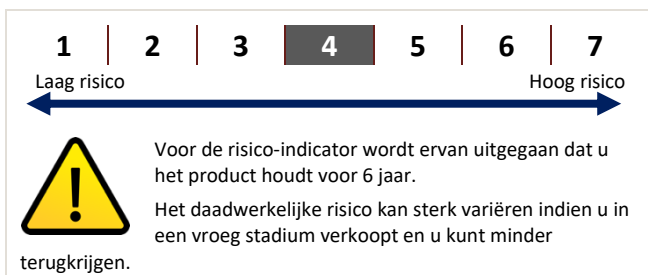 1 2 3 4 5 6 7
Laag risico Hoog risico
Voor de risico-indicator wordt ervan uitgegaan dat u
het product houdt voor 6 jaar.
Het daadwerkelijke risico kan sterk variëren indien u in
een vroeg stadium verkoopt en u kunt minder
terugkrijgen.